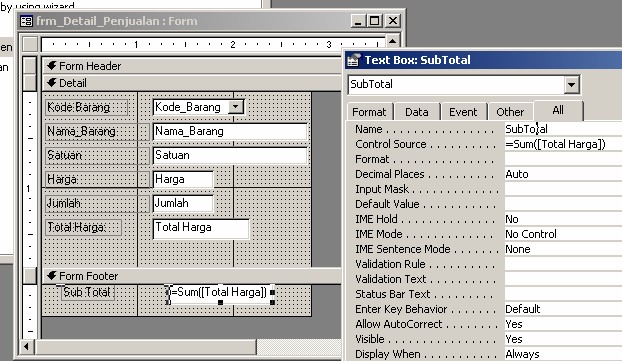 by using wizard
en
an
frm_Detail_Penjualan : Form
1 2 3
Form Header
Detail
Kode Barang Kode_Barang
Nama_Barang Nama_Barang
Satuan Satuan
1
Harga Harga
Jumlah Jumlah
Total Harga: Total Harga
Form Footer
Sub Total =Sum([Total Harga])
Text Box: SubTotal
SubTotal
Format Data Event Other All
Name SubTotal
Control Source =Sum([Total Harga])
Format
Decimal Places Auto
Input Mask
Default Value
IME Hold No
IME Mode No Control
IME Sentence Mode None
Validation Rule
Validation Text
Status Bar Text
Enter Key Behavior Default
Allow AutoCorrect Yes
Visible Yes
Display When Always